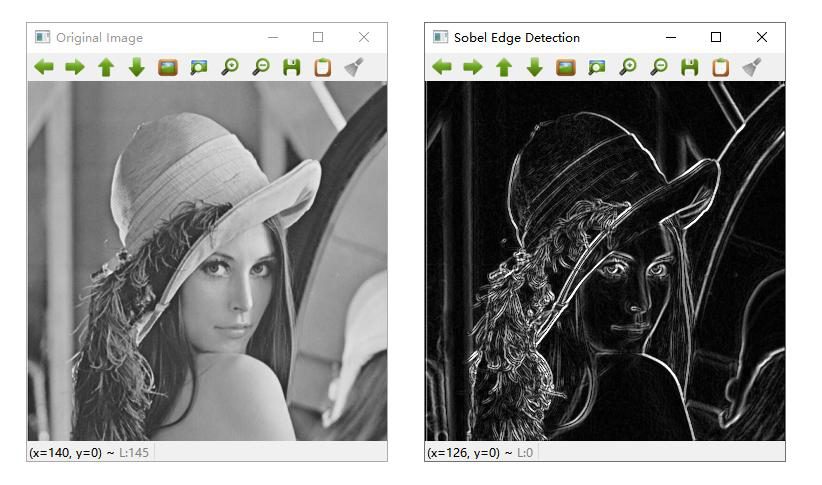 Original Image
Sobel Edge Detection
(x=140, y=0) ~ L:145
(x=126, y=0) ~ L:0